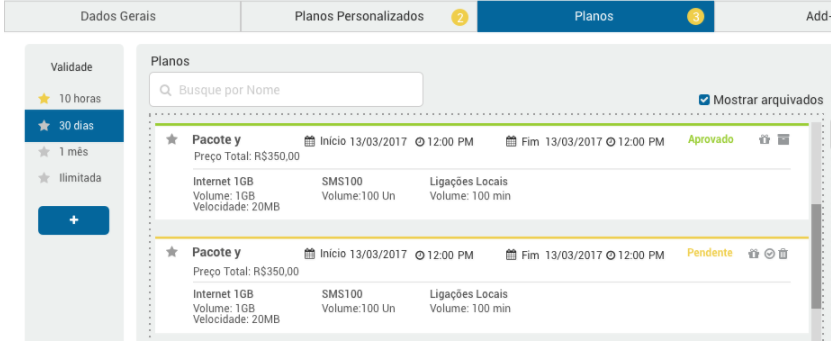 Dados Gerais
Planos Personalizados 2
Planos 3
Add-
Validade
10 horas
30 dias
1 mês
Ilimitada
+
Planos
Busque por Nome
Mostrar arquivados
Pacote y Início 13/03/2017 12:00 PM Fim 13/03/2017 12:00 PM Aprovado
Preço Total: R$350,00
Internet 1GB SMS100 Ligações Locais
Volume: 1GB Volume:100 Un Volume: 100 min
Velocidade: 20MB
Pacote y Início 13/03/2017 12:00 PM Fim 13/03/2017 12:00 PM Pendente
Preço Total: R$350,00
Internet 1GB SMS100 Ligações Locais
Volume: 1GB Volume:100 Un Volume: 100 min
Velocidade: 20MB